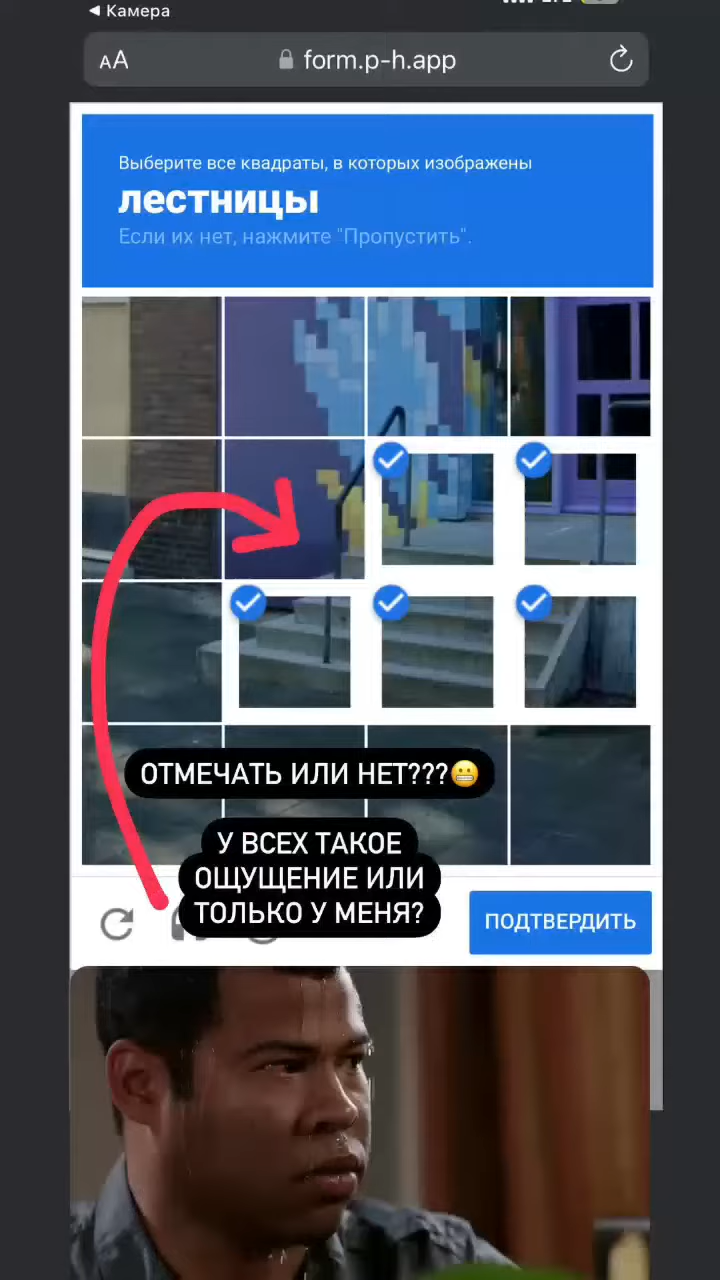 ◀ Камера
AA
form.p-h.app
Выберите все квадраты, в которых изображены
лестницы
Если их нет, нажмите "Пропустить".
ОТМЕЧАТЬ ИЛИ НЕТ???😬
У ВСЕХ ТАКОЕ
ОЩУЩЕНИЕ ИЛИ
ТОЛЬКО У МЕНЯ?
ПОДТВЕРДИТЬ